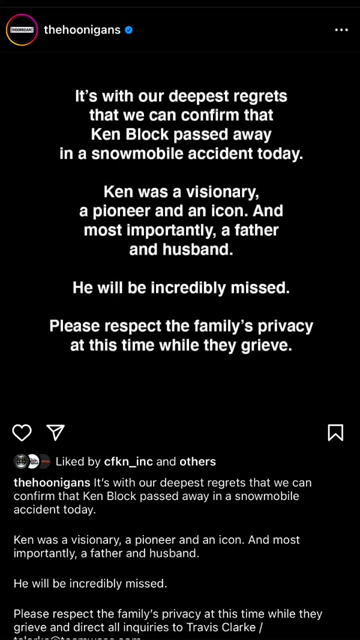 thehoonigans
It's with our deepest regrets
that we can confirm that
Ken Block passed away
in a snowmobile accident today.
Ken was a visionary,
a pioneer and an icon. And
most importantly, a father
and husband.
He will be incredibly missed.
Please respect the family's privacy
at this time while they grieve.
Liked by cfkn_inc and others
thehoonigans It's with our deepest regrets that we can
confirm that Ken Block passed away in a snowmobile
accident today.
Ken was a visionary, a pioneer and an icon. And most
importantly, a father and husband.
He will be incredibly missed.
Please respect the family's privacy at this time while they
grieve and direct all inquiries to Travis Clarke /